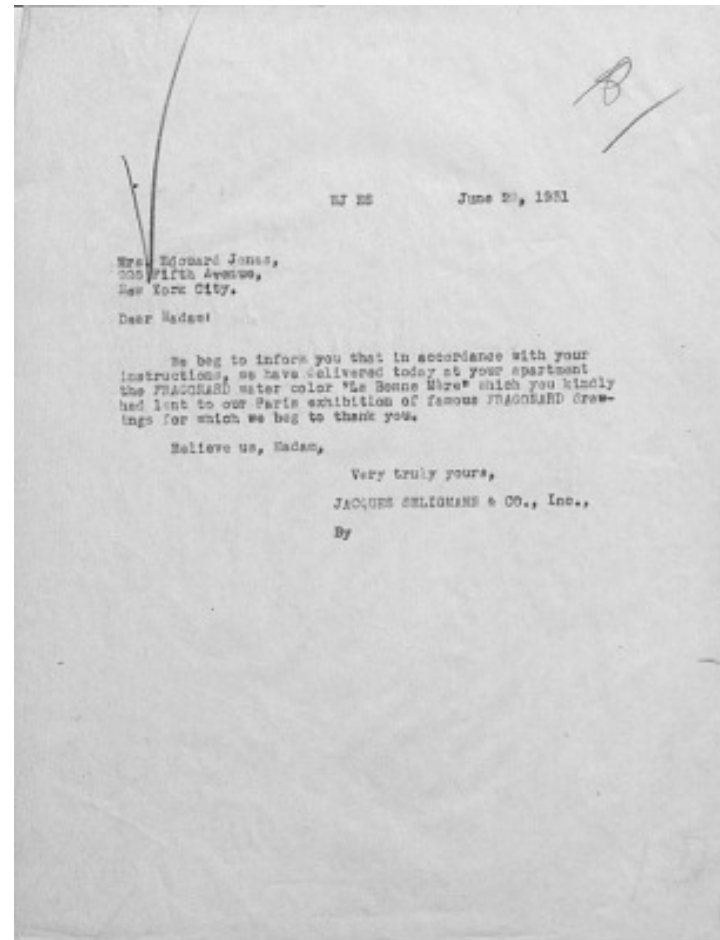 June 2 , 1931
Mrs. Edouard Jonas,
Fifth Avenue,
New York City.
Dear Madam:
We beg to inform you that in accordance with your
instructions, we have delivered today at your apartment
the FRAGONARD water color "La Bonne Mère" which you kindly
had lent to our Paris exhibition of famous FRAGONARD draw-
ings for which we beg to thank you.
Believe us, Madam,
Very truly yours,
JACQUES SELIGMANN & CO., Inc.,
By